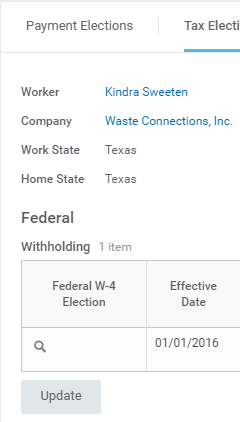 Payment Elections Tax Electi
Worker Kindra Sweeten
Company Waste Connections, Inc.
Work State Texas
Home State Texas
Federal
Withholding 1 item
Federal W-4 Effective
Election Date
01/01/2016
Update